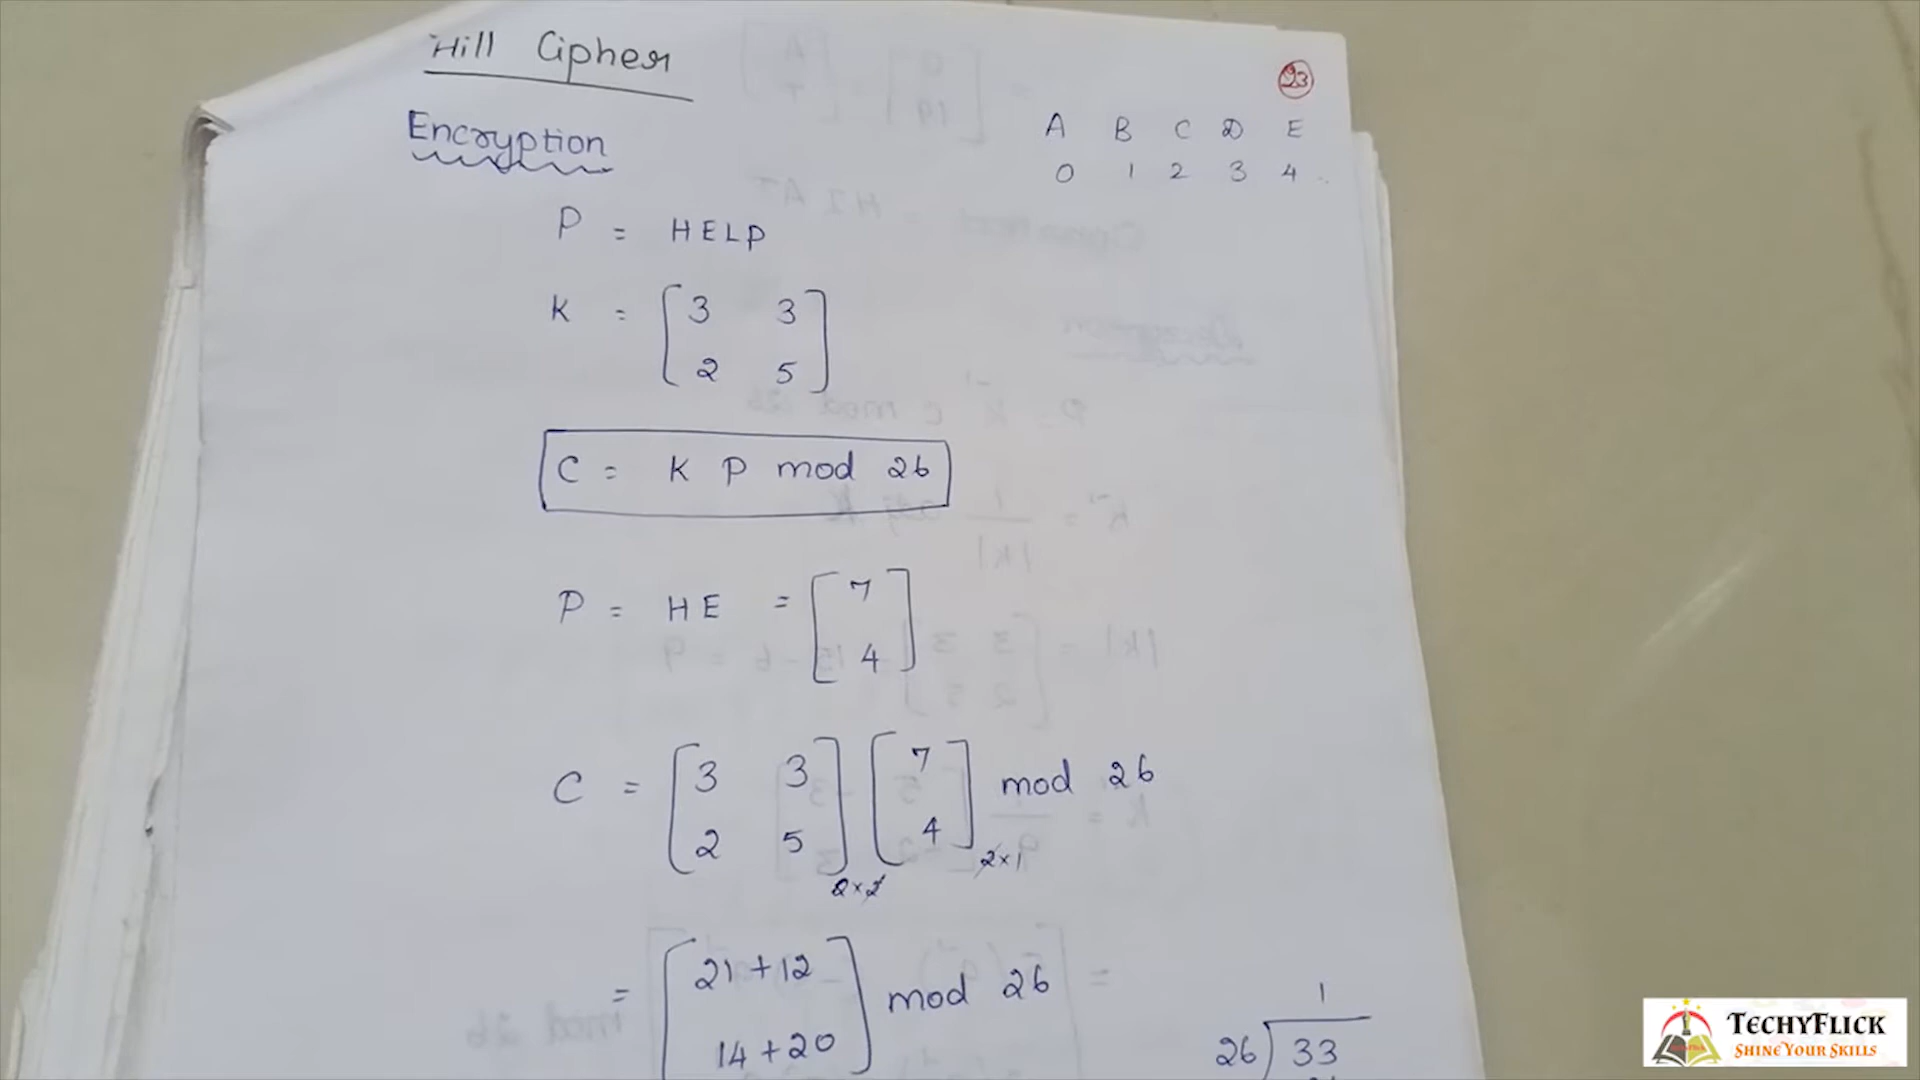 Hill Cipher
23
Encryption
A B C D E
0 1 2 3 4 ..
P = HELP
K = [3 3
2 5]
C = K P mod 26
P = HE = [7
4]
C = [3 3
2 5] 2×2 [7
4] 2×1 mod 26
= [21+12
14+20] mod 26
1
26)33
TECHYFLICK
SHINE YOUR SKILLS